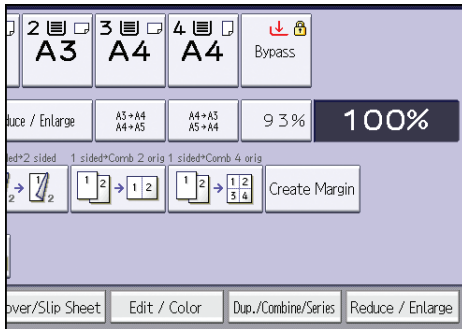 2 3 4
A3 A4 A4 Bypass
duce / Enlarge A3→A4 A4→A3 93% 100%
A4→A5 A5→A4
ed→2 sided 1 sided→Comb 2 orig 1 sided→Comb 4 orig
2 → 2 1 2 → 1 2 1 2 → 1 2 Create Margin
3 4
over/Slip Sheet Edit / Color Dup./Combine/Series Reduce / Enlarge